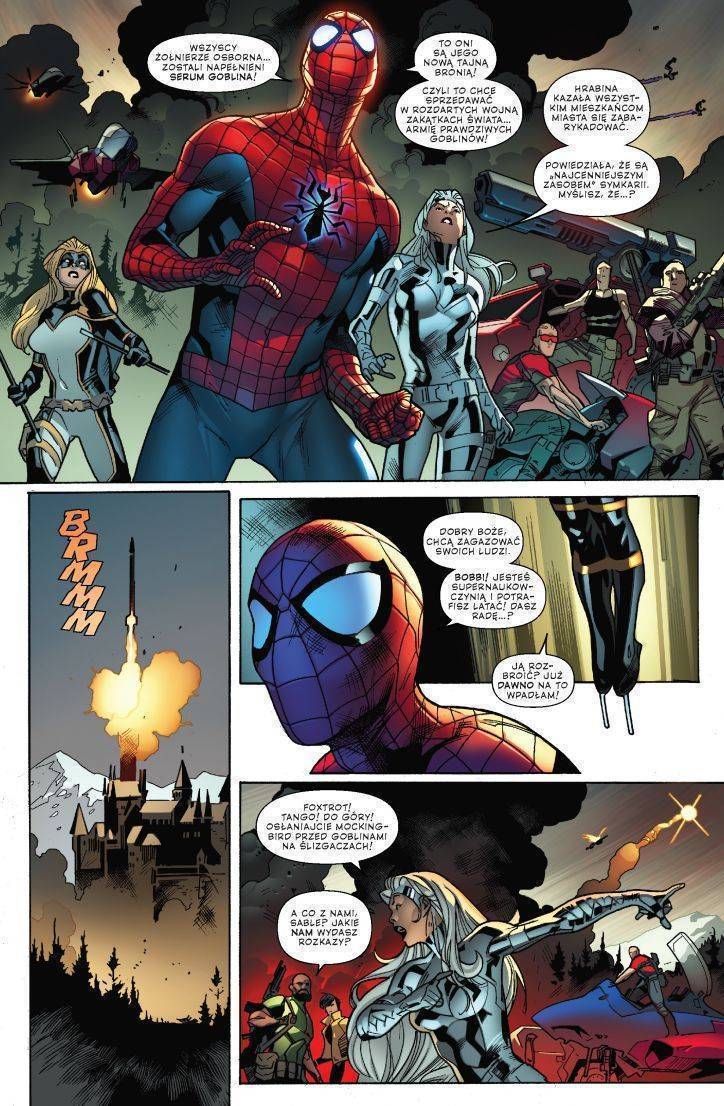 WSZYSCY
ŻOŁNIERZE OSBORNA...
ZOSTALI NAPEŁNIENI
SERUM GOBLINA!
TO ONI
SĄ JEGO
NOWĄ TAJNĄ
BRONIĄ!
CZYLI TO CHCE
SPRZEDAWAĆ
W ROZDARTYCH WOJNĄ
ZAKĄTKACH ŚWIATA...
ARMIĘ PRAWDZIWYCH
GOBLINÓW!
HRABINA
KAZAŁA WSZYST-
KIM MIESZKAŃCOM
MIASTA SIĘ ZABA-
RYKADOWAĆ.
POWIEDZIAŁA, ŻE SĄ
„NAJCENNIEJSZYM
ZASOBEM” SYMKARII.
MYŚLISZ, ŻE...?
BRMMM
DOBRY BOŻE,
CHCĄ ZAGAZOWAĆ
SWOICH LUDZI.
BOBBI! JESTEŚ
SUPERNAUKOW-
CZYNIĄ I POTRA-
FISZ LATAĆ! DASZ
RADĘ...?
JĄ ROZ-
BROIĆ? JUŻ
DAWNO NA TO
WPADŁAM!
FOXTROT!
TANGO! DO GÓRY!
OSŁANIAJCIE MOCKING-
BIRD PRZED GOBLINAMI
NA ŚLIZGACZACH!
A CO Z NAMI,
SABLE? JAKIE
NAM WYDASZ
ROZKAZY?